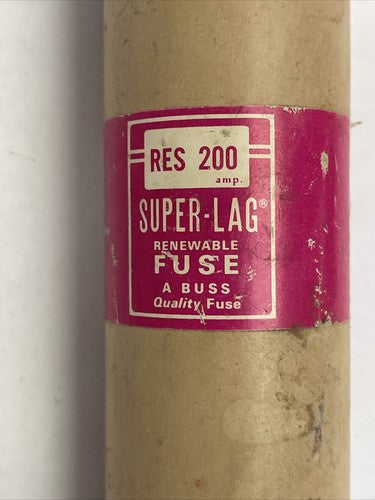 RES 200
amp.
SUPER-LAG®
RENEWABLE
FUSE
A BUSS
Quality Fuse